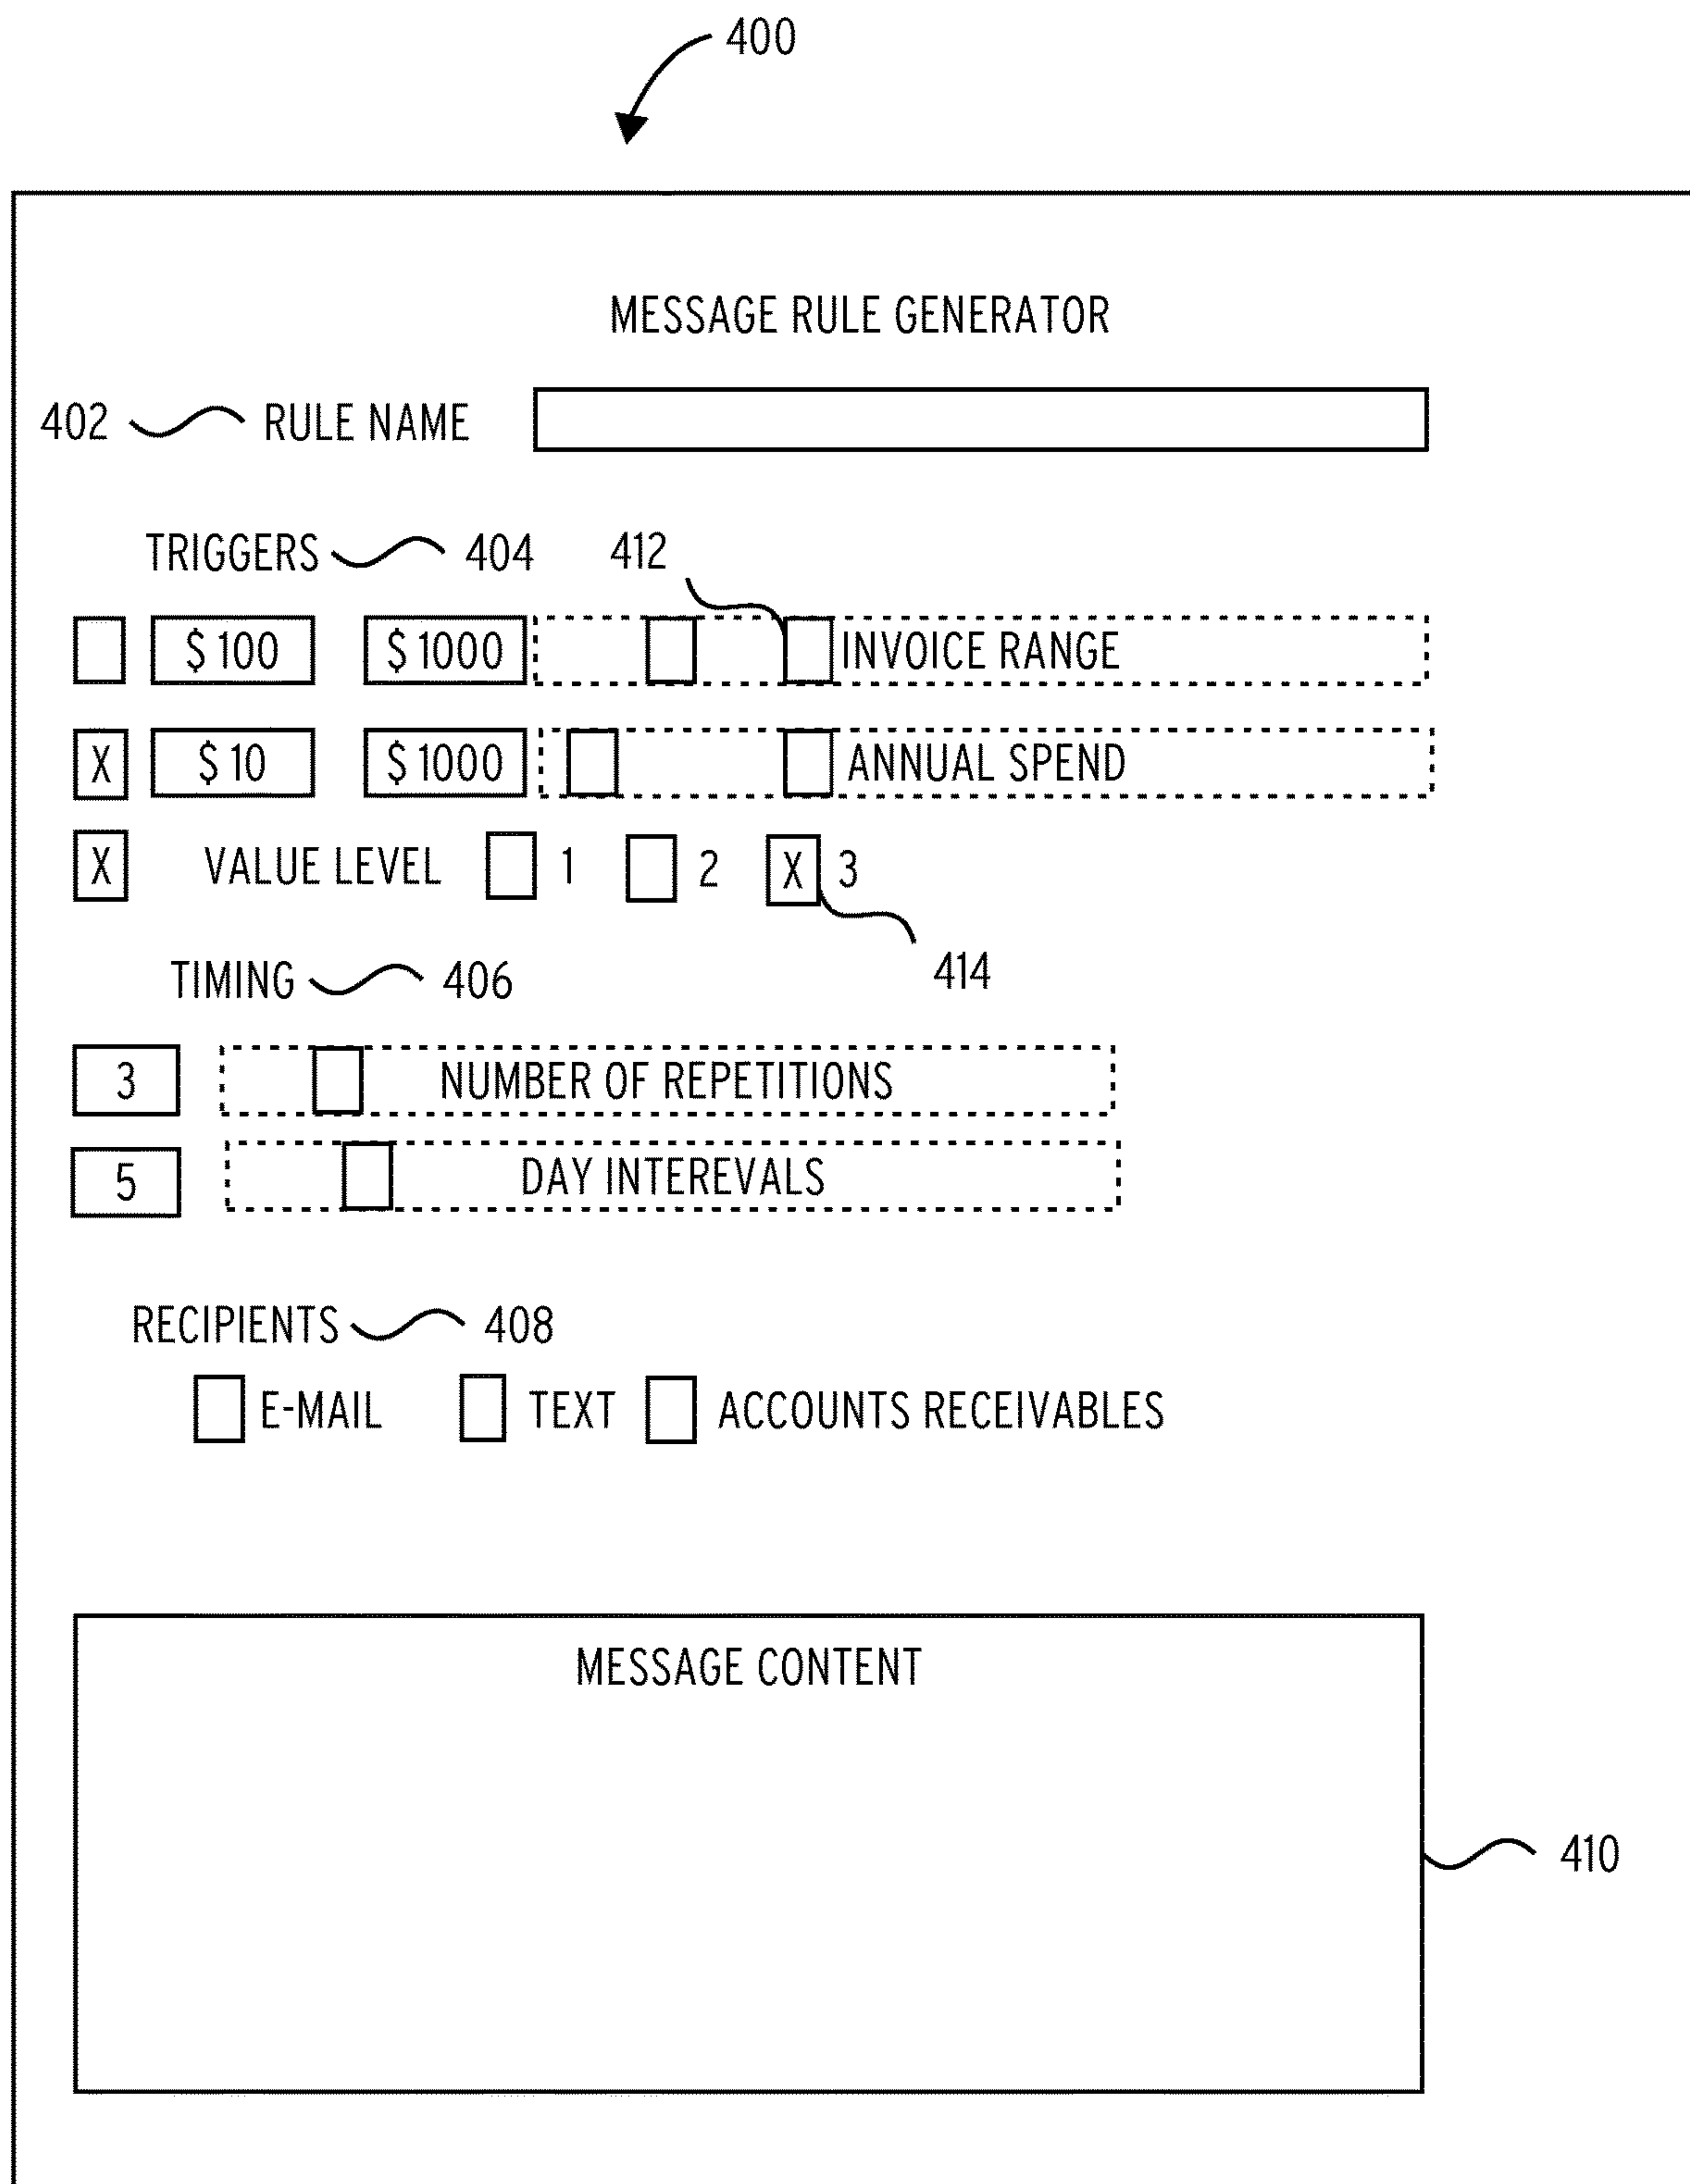 400
MESSAGE RULE GENERATOR
402 RULE NAME
TRIGGERS 404 412
$100 $1000 INVOICE RANGE
X $10 $1000 ANNUAL SPEND
X VALUE LEVEL 1 2 X 3
TIMING 406 414
3 NUMBER OF REPETITIONS
5 DAY INTEREVALS
RECIPIENTS 408
E-MAIL TEXT ACCOUNTS RECEIVABLES
MESSAGE CONTENT
410